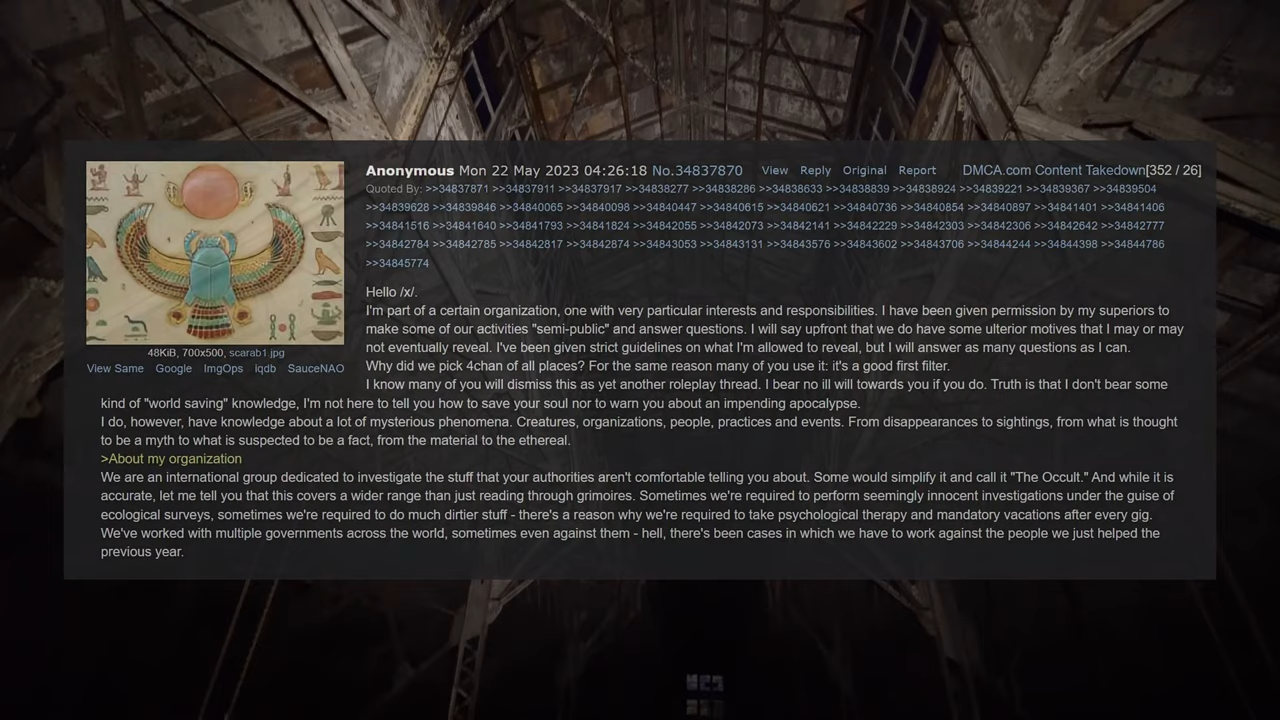 Anonymous Mon 22 May 2023 04:26:18 No.34837870 View Reply Original Report DMCA.com Content Takedown[352 / 26]
Quoted By: >>34837871 >>34837911 >>34837917 >>34838277 >>34838286 >>34838633 >>34838839 >>34838924 >>34839221 >>34839367 >>34839504
>>34839628 >>34839846 >>34840065 >>34840098 >>34840447 >>34840615 >>34840621 >>34840736 >>34840854 >>34840897 >>34841401 >>34841406
>>34841516 >>34841640 >>34841793 >>34841824 >>34842055 >>34842073 >>34842141 >>34842229 >>34842303 >>34842306 >>34842642 >>34842777
>>34842784 >>34842785 >>34842817 >>34842874 >>34843053 >>34843131 >>34843576 >>34843602 >>34843706 >>34844244 >>34844398 >>34844786
>>34845774
48KiB, 700x500, scarab1.jpg
View Same Google ImgOps iqdb SauceNAO
Hello /x/.
I'm part of a certain organization, one with very particular interests and responsibilities. I have been given permission by my superiors to
make some of our activities "semi-public" and answer questions. I will say upfront that we do have some ulterior motives that I may or may
not eventually reveal. I've been given strict guidelines on what I'm allowed to reveal, but I will answer as many questions as I can.
Why did we pick 4chan of all places? For the same reason many of you use it: it's a good first filter.
I know many of you will dismiss this as yet another roleplay thread. I bear no ill will towards you if you do. Truth is that I don't bear some
kind of "world saving" knowledge, I'm not here to tell you how to save your soul nor to warn you about an impending apocalypse.
I do, however, have knowledge about a lot of mysterious phenomena. Creatures, organizations, people, practices and events. From disappearances to sightings, from what is thought
to be a myth to what is suspected to be a fact, from the material to the ethereal.
>About my organization
We are an international group dedicated to investigate the stuff that your authorities aren't comfortable telling you about. Some would simplify it and call it "The Occult." And while it is
accurate, let me tell you that this covers a wider range than just reading through grimoires. Sometimes we're required to perform seemingly innocent investigations under the guise of
ecological surveys, sometimes we're required to do much dirtier stuff - there's a reason why we're required to take psychological therapy and mandatory vacations after every gig.
We've worked with multiple governments across the world, sometimes even against them - hell, there's been cases in which we have to work against the people we just helped the
previous year.